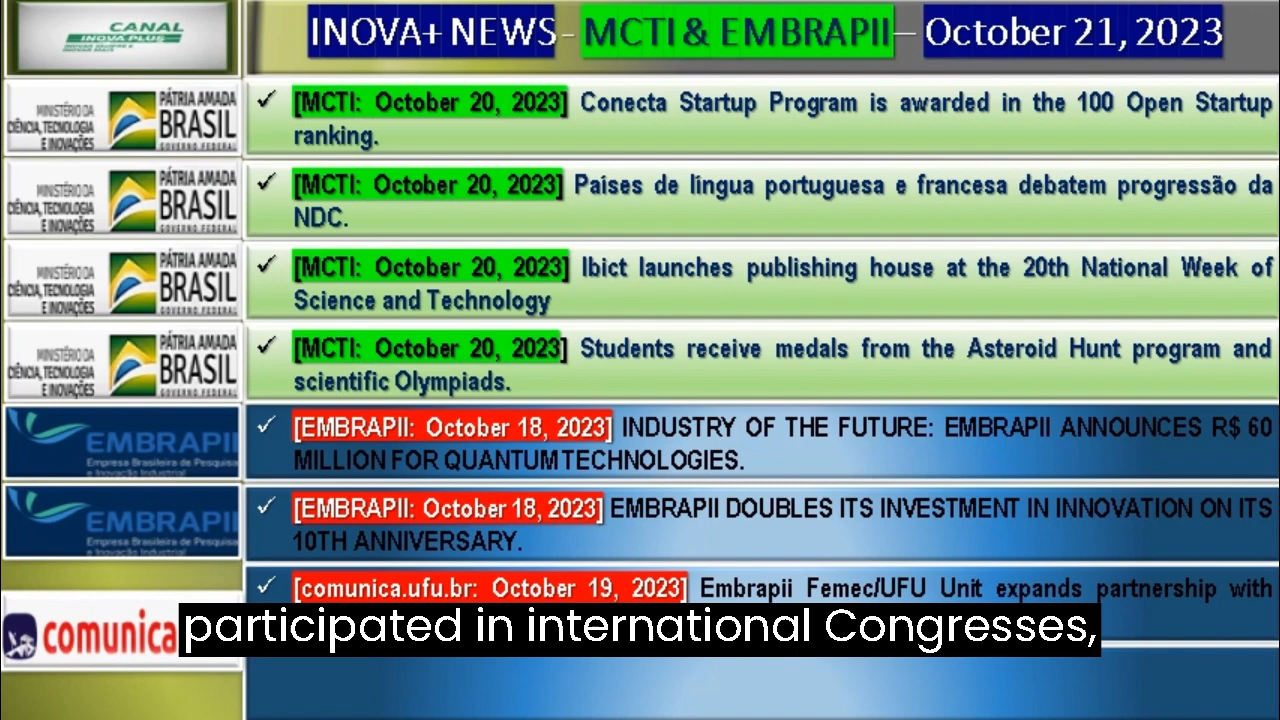 CANAL
INOVA PLUS
INOVAR SEMPRE E
INOVAR MAIS
INOVA+ NEWS - MCTI & EMBRAPII – October 21, 2023
MINISTÉRIO DA
CIÊNCIA, TECNOLOGIA
E INOVAÇÕES
PÁTRIA AMADA
BRASIL
GOVERNO FEDERAL
✓ [MCTI: October 20, 2023] Conecta Startup Program is awarded in the 100 Open Startup
ranking.
MINISTÉRIO DA
CIÊNCIA, TECNOLOGIA
E INOVAÇÕES
PÁTRIA AMADA
BRASIL
GOVERNO FEDERAL
✓ [MCTI: October 20, 2023] Países de língua portuguesa e francesa debatem progressão da
NDC.
MINISTÉRIO DA
CIÊNCIA, TECNOLOGIA
E INOVAÇÕES
PÁTRIA AMADA
BRASIL
GOVERNO FEDERAL
✓ [MCTI: October 20, 2023] Ibict launches publishing house at the 20th National Week of
Science and Technology
MINISTÉRIO DA
CIÊNCIA, TECNOLOGIA
E INOVAÇÕES
PÁTRIA AMADA
BRASIL
GOVERNO FEDERAL
✓ [MCTI: October 20, 2023] Students receive medals from the Asteroid Hunt program and
scientific Olympiads.
EMBRAPII
Empresa Brasileira de Pesquisa
e Inovação Industrial
✓ [EMBRAPII: October 18, 2023] INDUSTRY OF THE FUTURE: EMBRAPII ANNOUNCES R$ 60
MILLION FOR QUANTUM TECHNOLOGIES.
EMBRAPII
Empresa Brasileira de Pesquisa
e Inovação Industrial
✓ [EMBRAPII: October 18, 2023] EMBRAPII DOUBLES ITS INVESTMENT IN INNOVATION ON ITS
10TH ANNIVERSARY.
comunica
✓ [comunica.ufu.br: October 19, 2023] Embrapii Femec/UFU Unit expands partnership with
participated in international Congresses,